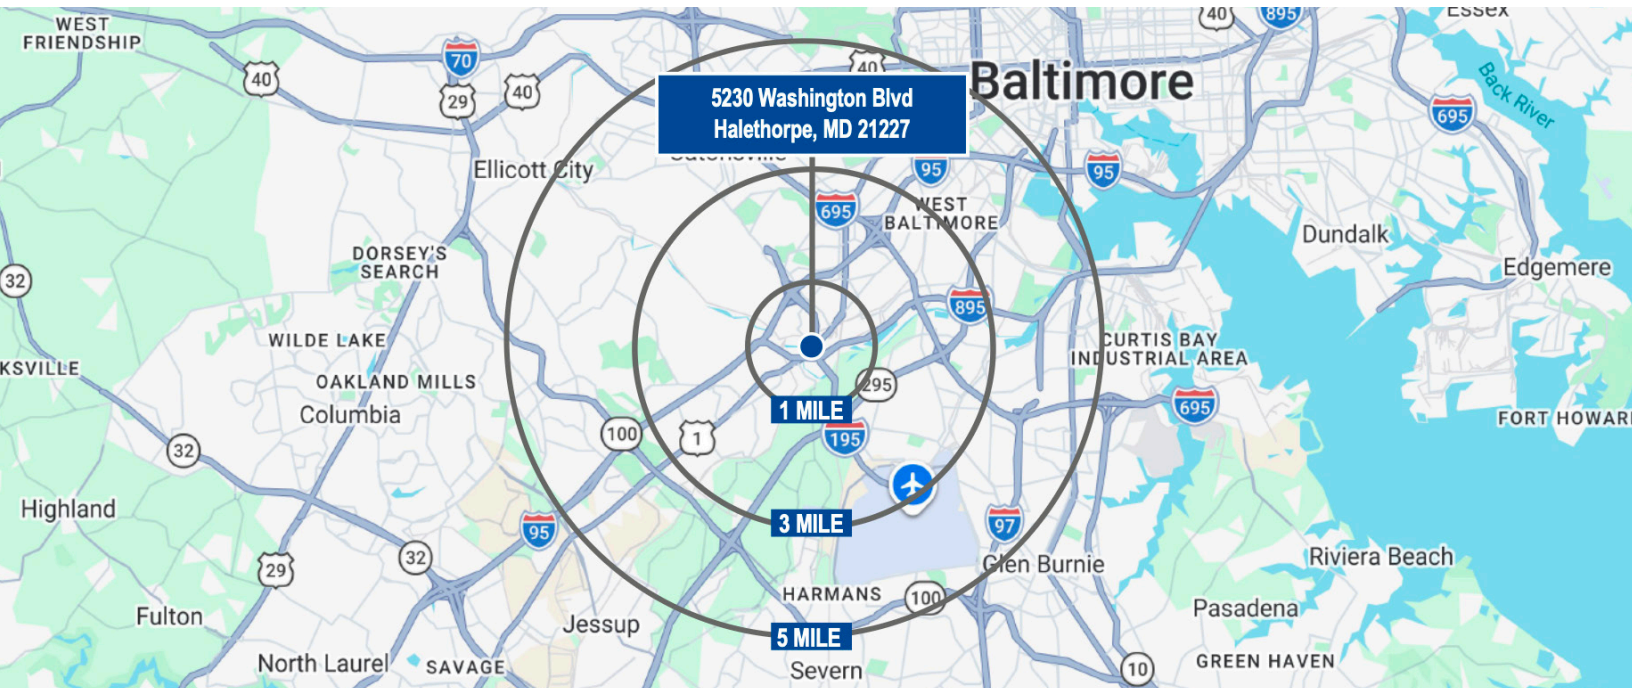 WEST
FRIENDSHIP
40
70
29
40
40
Baltimore
40
895
Essex
Back River
695
5230 Washington Blvd
Halethorpe, MD 21227
Ellicott City
95
95
695
WEST
BALTIMORE
Dundalk
DORSEY'S
SEARCH
32
Edgemere
895
WILDE LAKE
CURTIS BAY
INDUSTRIAL AREA
KSVILLE
OAKLAND MILLS
Columbia
295
1 MILE
695
FORT HOWAR
100
1
195
32
Highland
3 MILE
97
95
32
29
Glen Burnie
Riviera Beach
HARMANS
100
Fulton
Jessup
Pasadena
5 MILE
North Laurel
SAVAGE
Severn
10
GREEN HAVEN